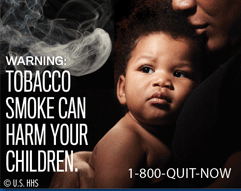 WARNING:
TOBACCO
SMOKE CAN
HARM YOUR
CHILDREN.
1-800-QUIT-NOW
© U.S. HHS